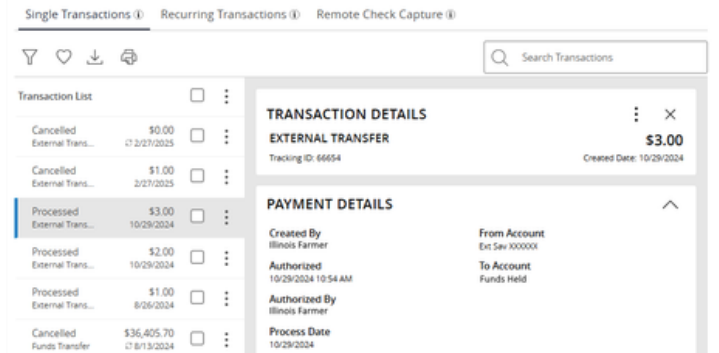 Single Transactions Recurring Transactions Remote Check Capture
Search Transactions
Transaction List
Cancelled $0.00
External Trans... 2/27/2025
Cancelled $1.00
External Trans... 2/27/2025
Processed $3.00
External Trans... 10/29/2024
Processed $2.00
External Trans... 10/29/2024
Processed $1.00
External Trans... 8/26/2024
Cancelled $36,405.70
Funds Transfer 8/13/2024
TRANSACTION DETAILS
EXTERNAL TRANSFER $3.00
Tracking ID: 66654 Created Date: 10/29/2024
PAYMENT DETAILS
Created By
Illinois Farmer
From Account
Ext Sav XXXXXX
Authorized
10/29/2024 10:54 AM
To Account
Funds Held
Authorized By
Illinois Farmer
Process Date
10/29/2024